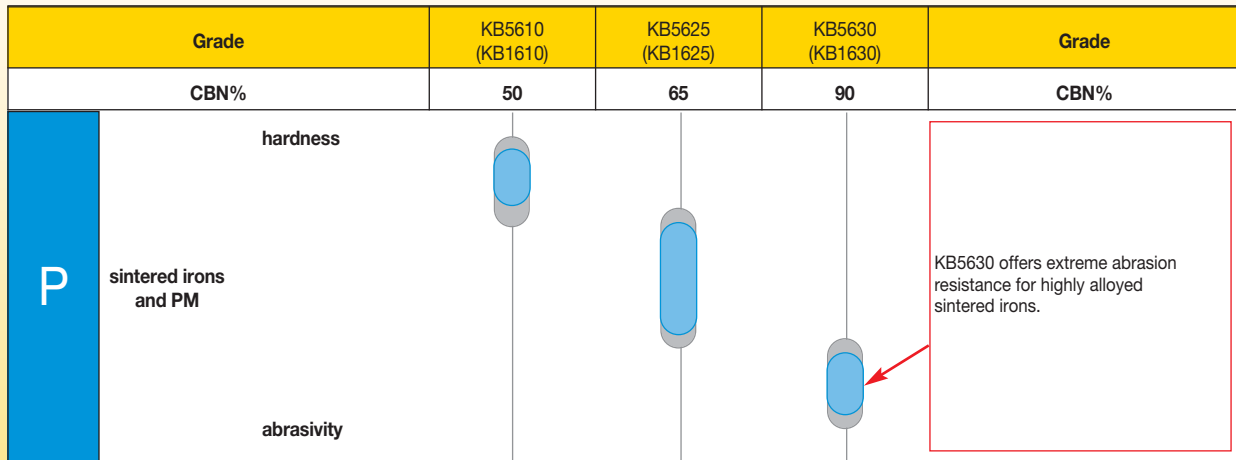 Grade
KB5610
(KB1610)
KB5625
(KB1625)
KB5630
(KB1630)
Grade
CBN%
50
65
90
CBN%
P
hardness
sintered irons
and PM
abrasivity
KB5630 offers extreme abrasion
resistance for highly alloyed
sintered irons.